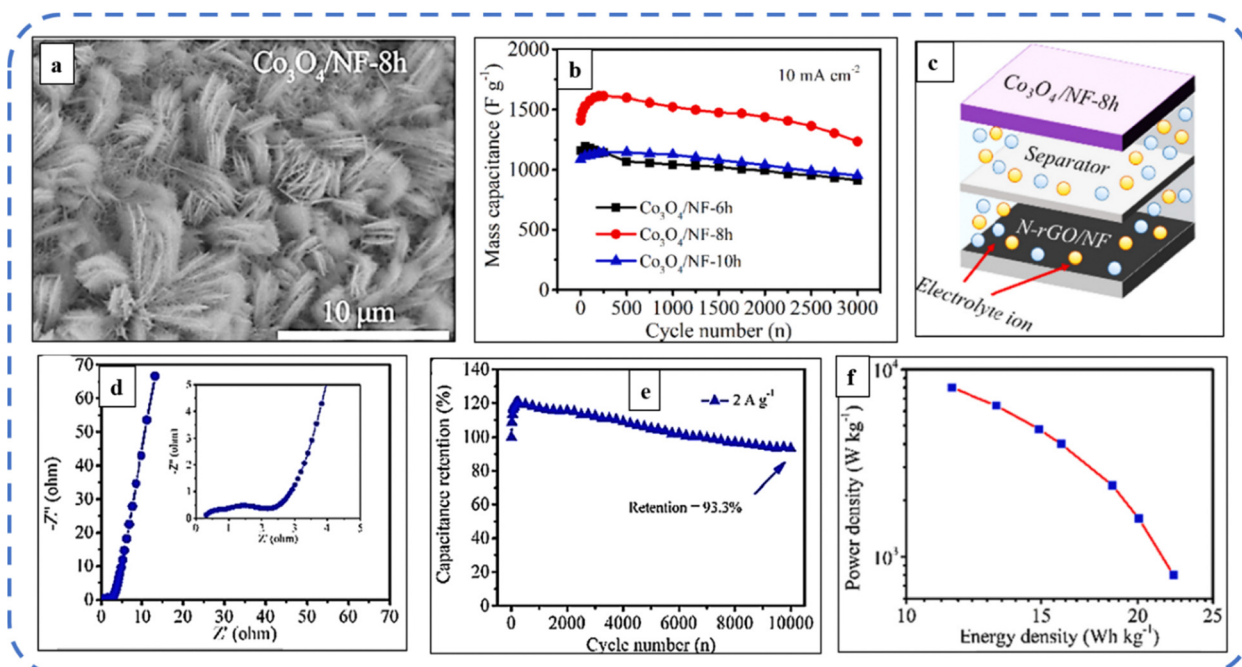 a
Co₃O₄/NF-8h
10 μm
b
10 mA cm⁻²
2000
1500
1000
500
0
Mass capacitance (F g⁻¹)
Co₃O₄/NF-6h
Co₃O₄/NF-8h
Co₃O₄/NF-10h
0 500 1000 1500 2000 2500 3000
Cycle number (n)
c
Co₃O₄/NF-8h
Separator
N-rGO/NF
Electrolyte ion
d
70
60
50
40
30
20
10
0
-Z'' (ohm)
5
4
3
2
1
0
-Z'' (ohm)
0 1 2 3 4 5
Z' (ohm)
0 10 20 30 40 50 60 70
Z' (ohm)
e
2 A g⁻¹
140
120
100
80
60
40
20
0
Capacitance retention (%)
Retention = 93.3%
0 2000 4000 6000 8000 10000
Cycle number (n)
f
10⁴
10³
Power density (W kg⁻¹)
10 15 20 25
Energy density (Wh kg⁻¹)